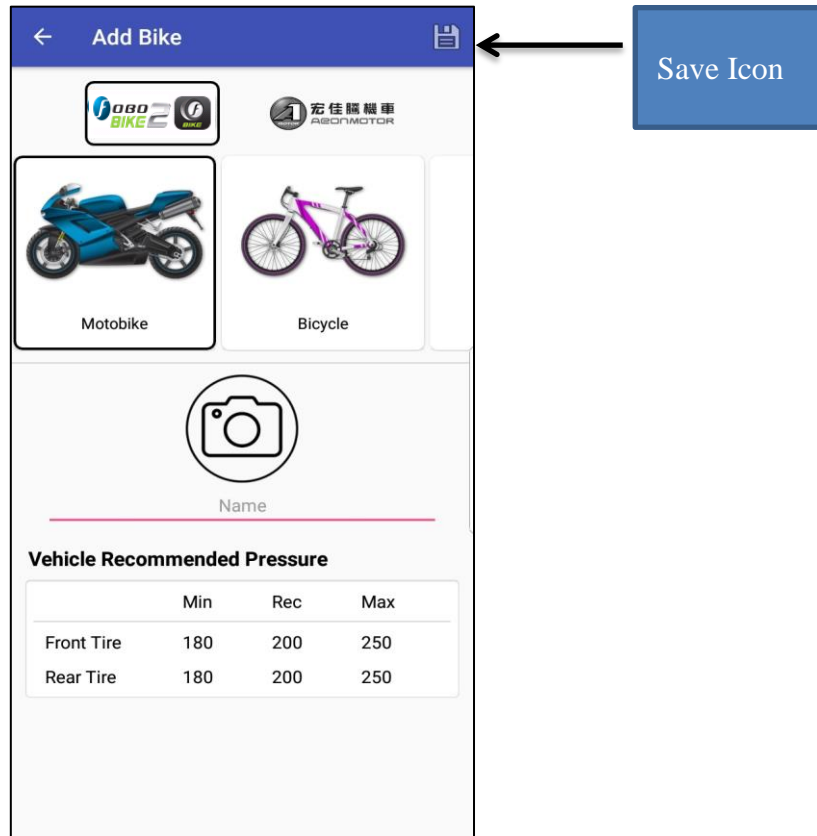 Add Bike
Save Icon
FOBO
BIKE 2
BIKE
宏佳騰機車
AEONMOTOR
Motobike
Bicycle
Name
Vehicle Recommended Pressure
Min Rec Max
Front Tire 180 200 250
Rear Tire 180 200 250